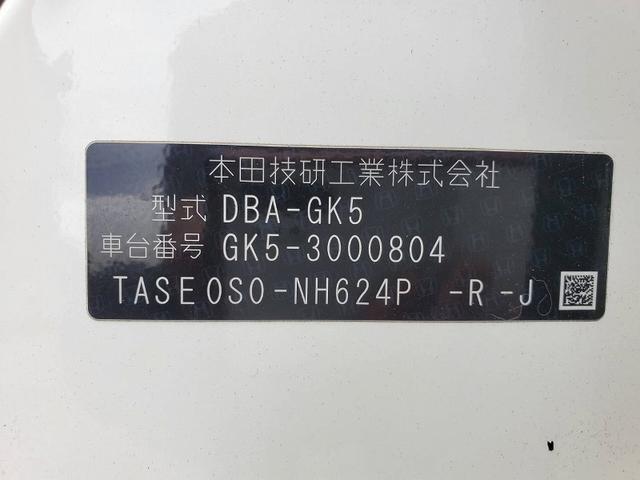 本田技研工業株式会社
型式 DBA-GK5
車台番号 GK5-3000804
TASE0S0-NH624P -R -J